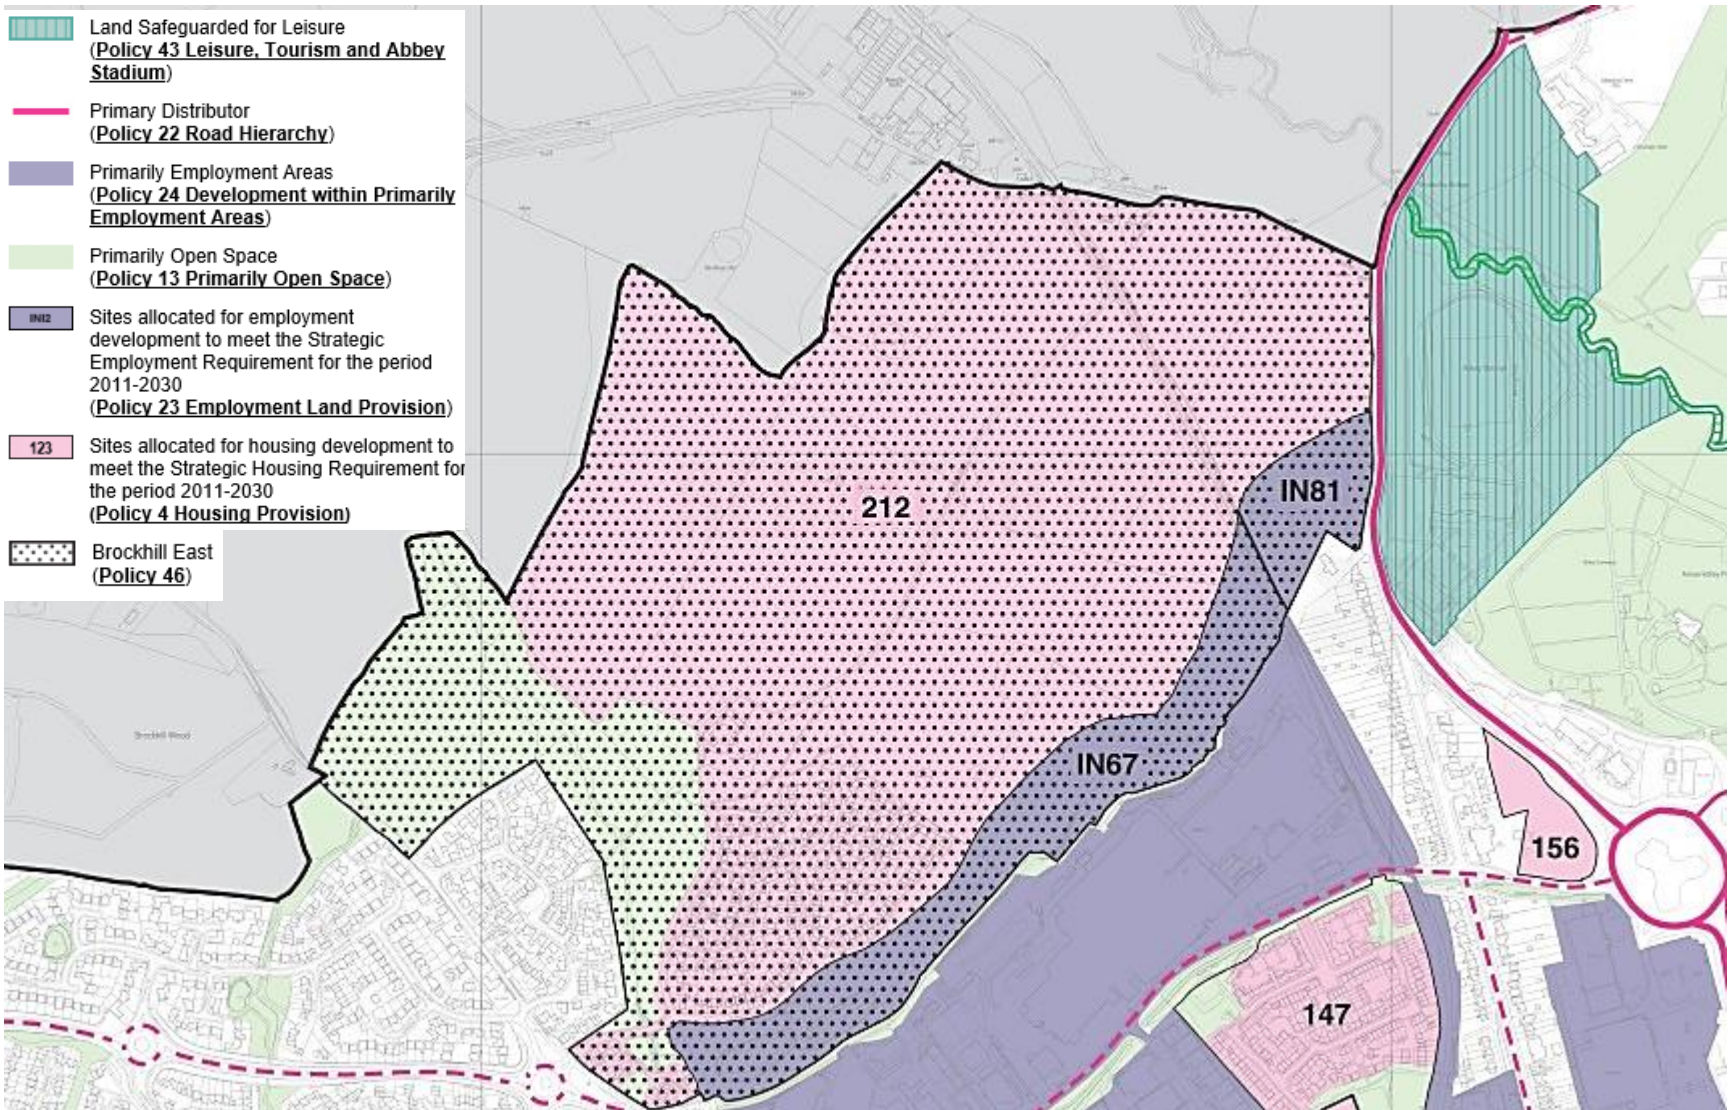 Land Safeguarded for Leisure
(Policy 43 Leisure, Tourism and Abbey
Stadium)
Primary Distributor
(Policy 22 Road Hierarchy)
Primarily Employment Areas
(Policy 24 Development within Primarily
Employment Areas)
Primarily Open Space
(Policy 13 Primarily Open Space)
INI2
Sites allocated for employment
development to meet the Strategic
Employment Requirement for the period
2011-2030
(Policy 23 Employment Land Provision)
123
Sites allocated for housing development to
meet the Strategic Housing Requirement for
the period 2011-2030
(Policy 4 Housing Provision)
Brockhill East
(Policy 46)
212
IN81
IN67
Brockhill Wood
156
147